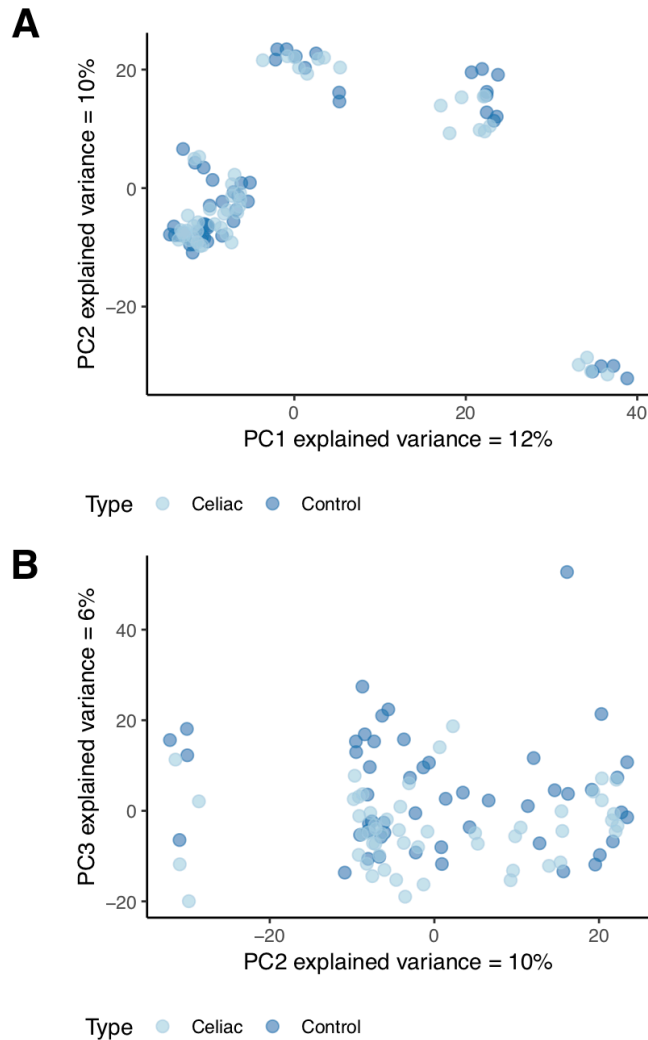 A
PC2 explained variance = 10%
20
0
−20
0
20
40
PC1 explained variance = 12%
Type Celiac Control
B
PC3 explained variance = 6%
40
20
0
−20
−20
0
20
PC2 explained variance = 10%
Type Celiac Control